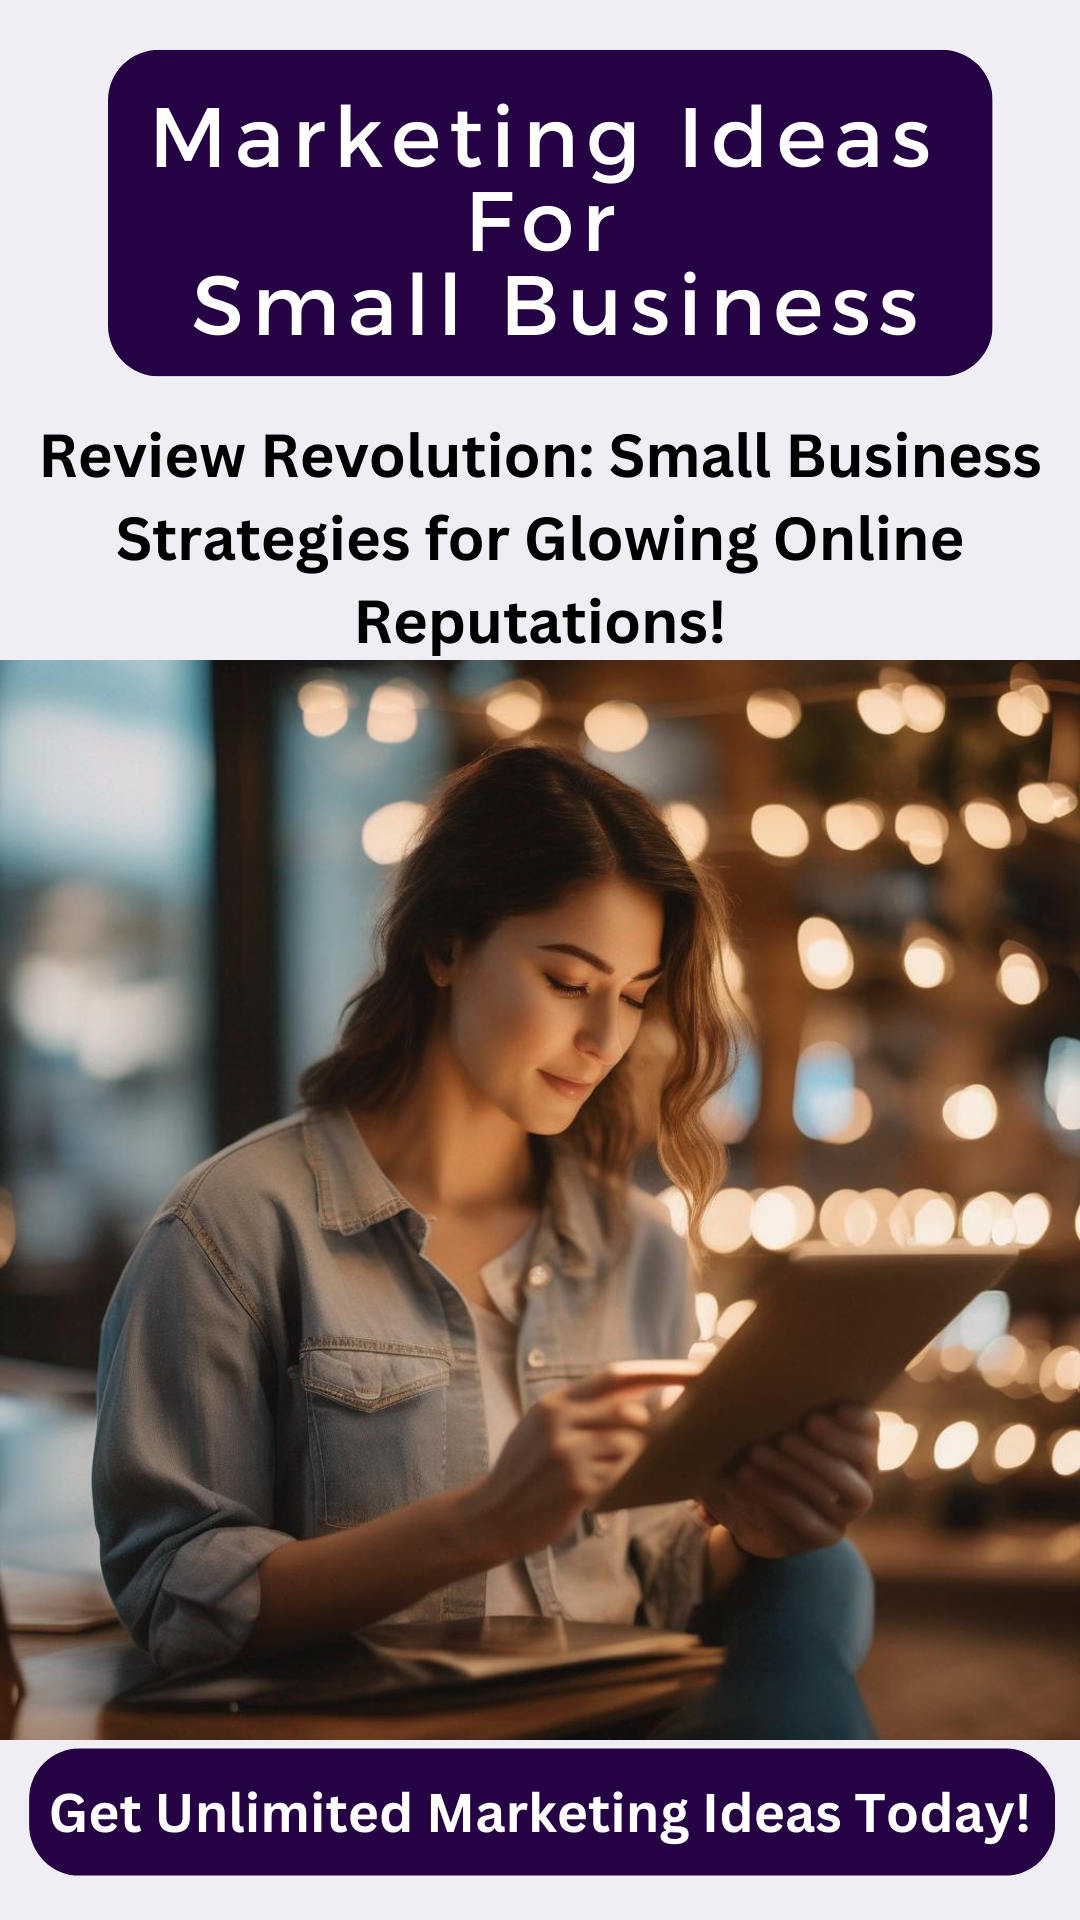 Marketing Ideas
For
Small Business
Review Revolution: Small Business
Strategies for Glowing Online
Reputations!
Get Unlimited Marketing Ideas Today!